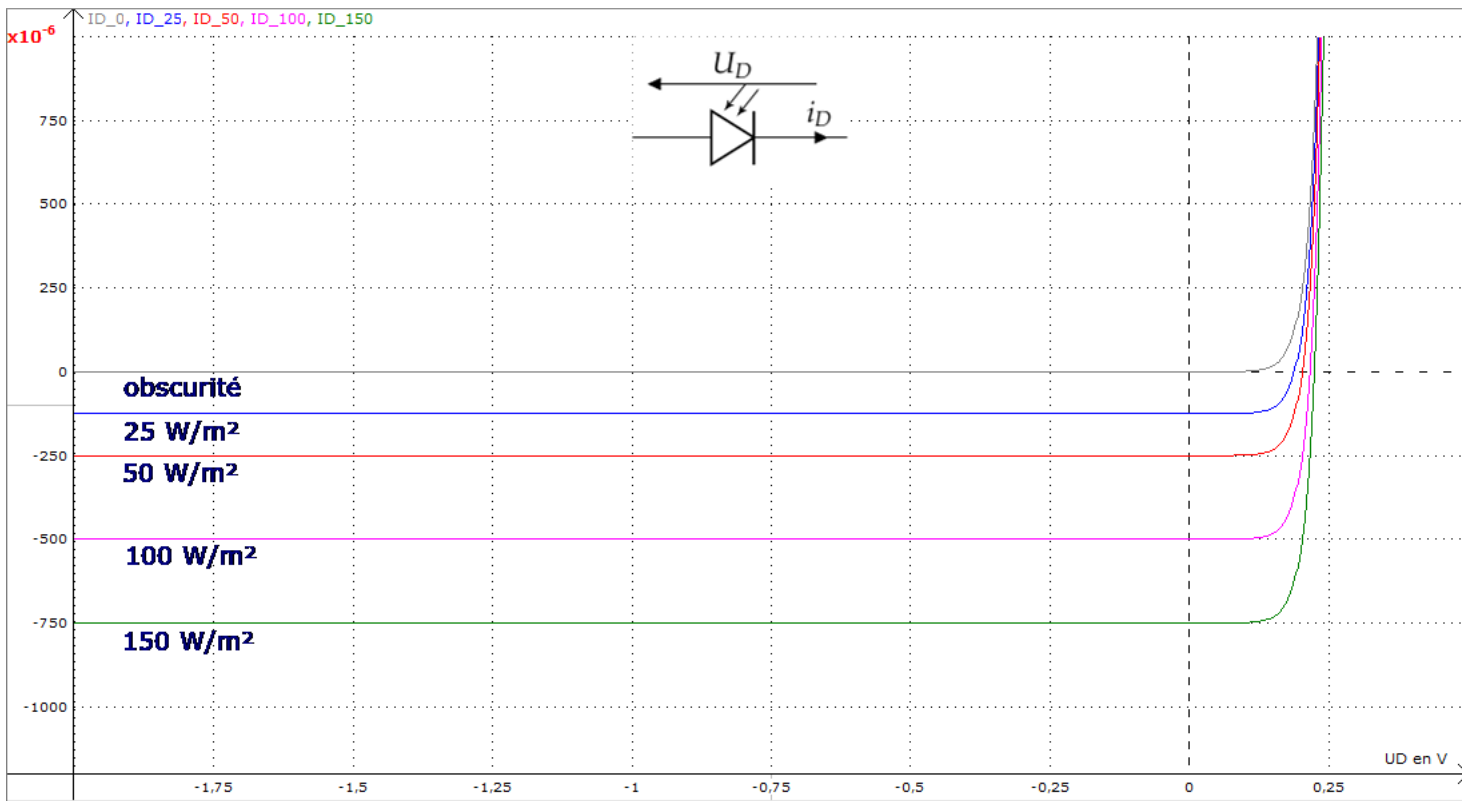 ID_0, ID_25, ID_50, ID_100, ID_150
x10⁻⁶
U_D
i_D
750
500
250
0
obscurité
25 W/m²
-250
50 W/m²
-500
100 W/m²
-750
150 W/m²
-1000
UD en V
-1,75 -1,5 -1,25 -1 -0,75 -0,5 -0,25 0 0,25